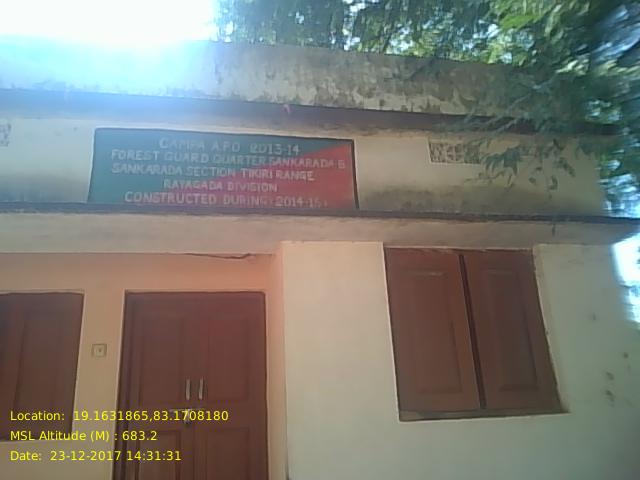 CAMPA A.P.O 2013-14
FOREST GUARD QUARTER SANKARADA B
SANKARADA SECTION TIKIRI RANGE
RAYAGADA DIVISION
CONSTRUCTED DURING:2014-15
Location: 19.1631865,83.1708180
MSL Altitude (M) : 683.2
Date: 23-12-2017 14:31:31